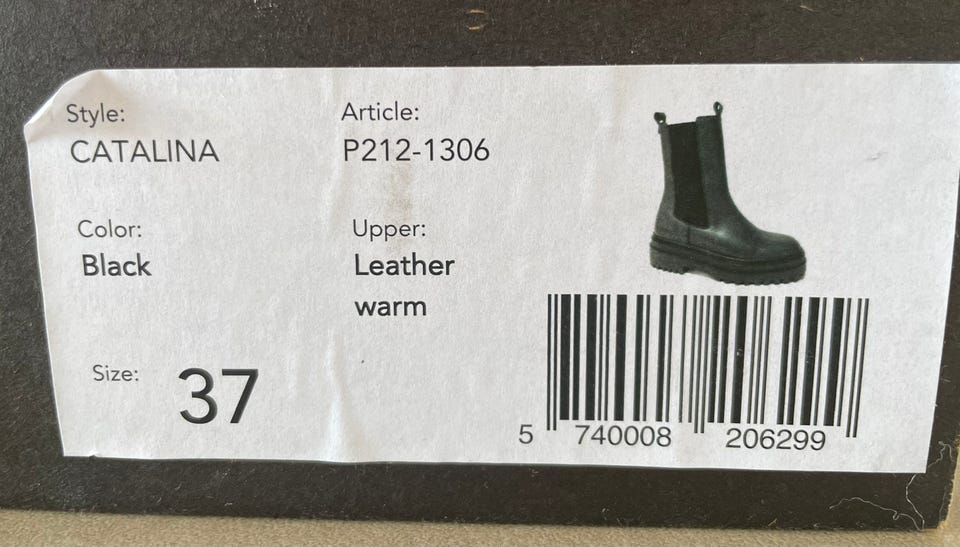 Style:
CATALINA
Article:
P212-1306
Color:
Black
Upper:
Leather
warm
Size:
37
5 740008 206299